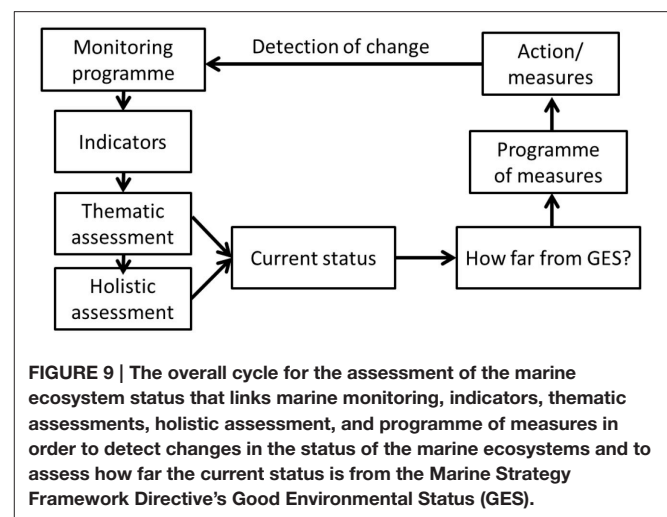 Monitoring
programme
Detection of change
Action/
measures
Indicators
Programme
of measures
Thematic
assessment
Current status
How far from GES?
Holistic
assessment
FIGURE 9 | The overall cycle for the assessment of the marine
ecosystem status that links marine monitoring, indicators, thematic
assessments, holistic assessment, and programme of measures in
order to detect changes in the status of the marine ecosystems and to
assess how far the current status is from the Marine Strategy
Framework Directive's Good Environmental Status (GES).